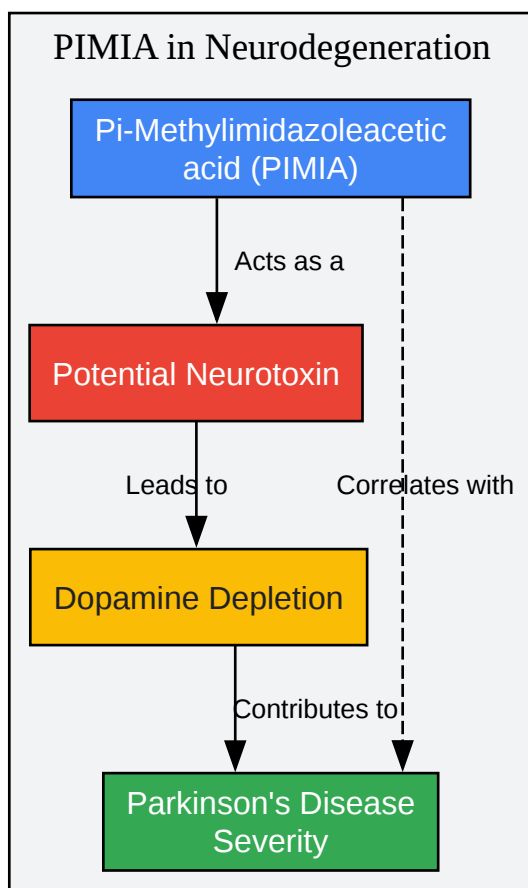 PIMIA in Neurodegeneration
Pi-Methylimidazoleacetic
acid (PIMIA)
Acts as a
Potential Neurotoxin
Leads to
Correlates with
Dopamine Depletion
Contributes to
Parkinson's Disease
Severity